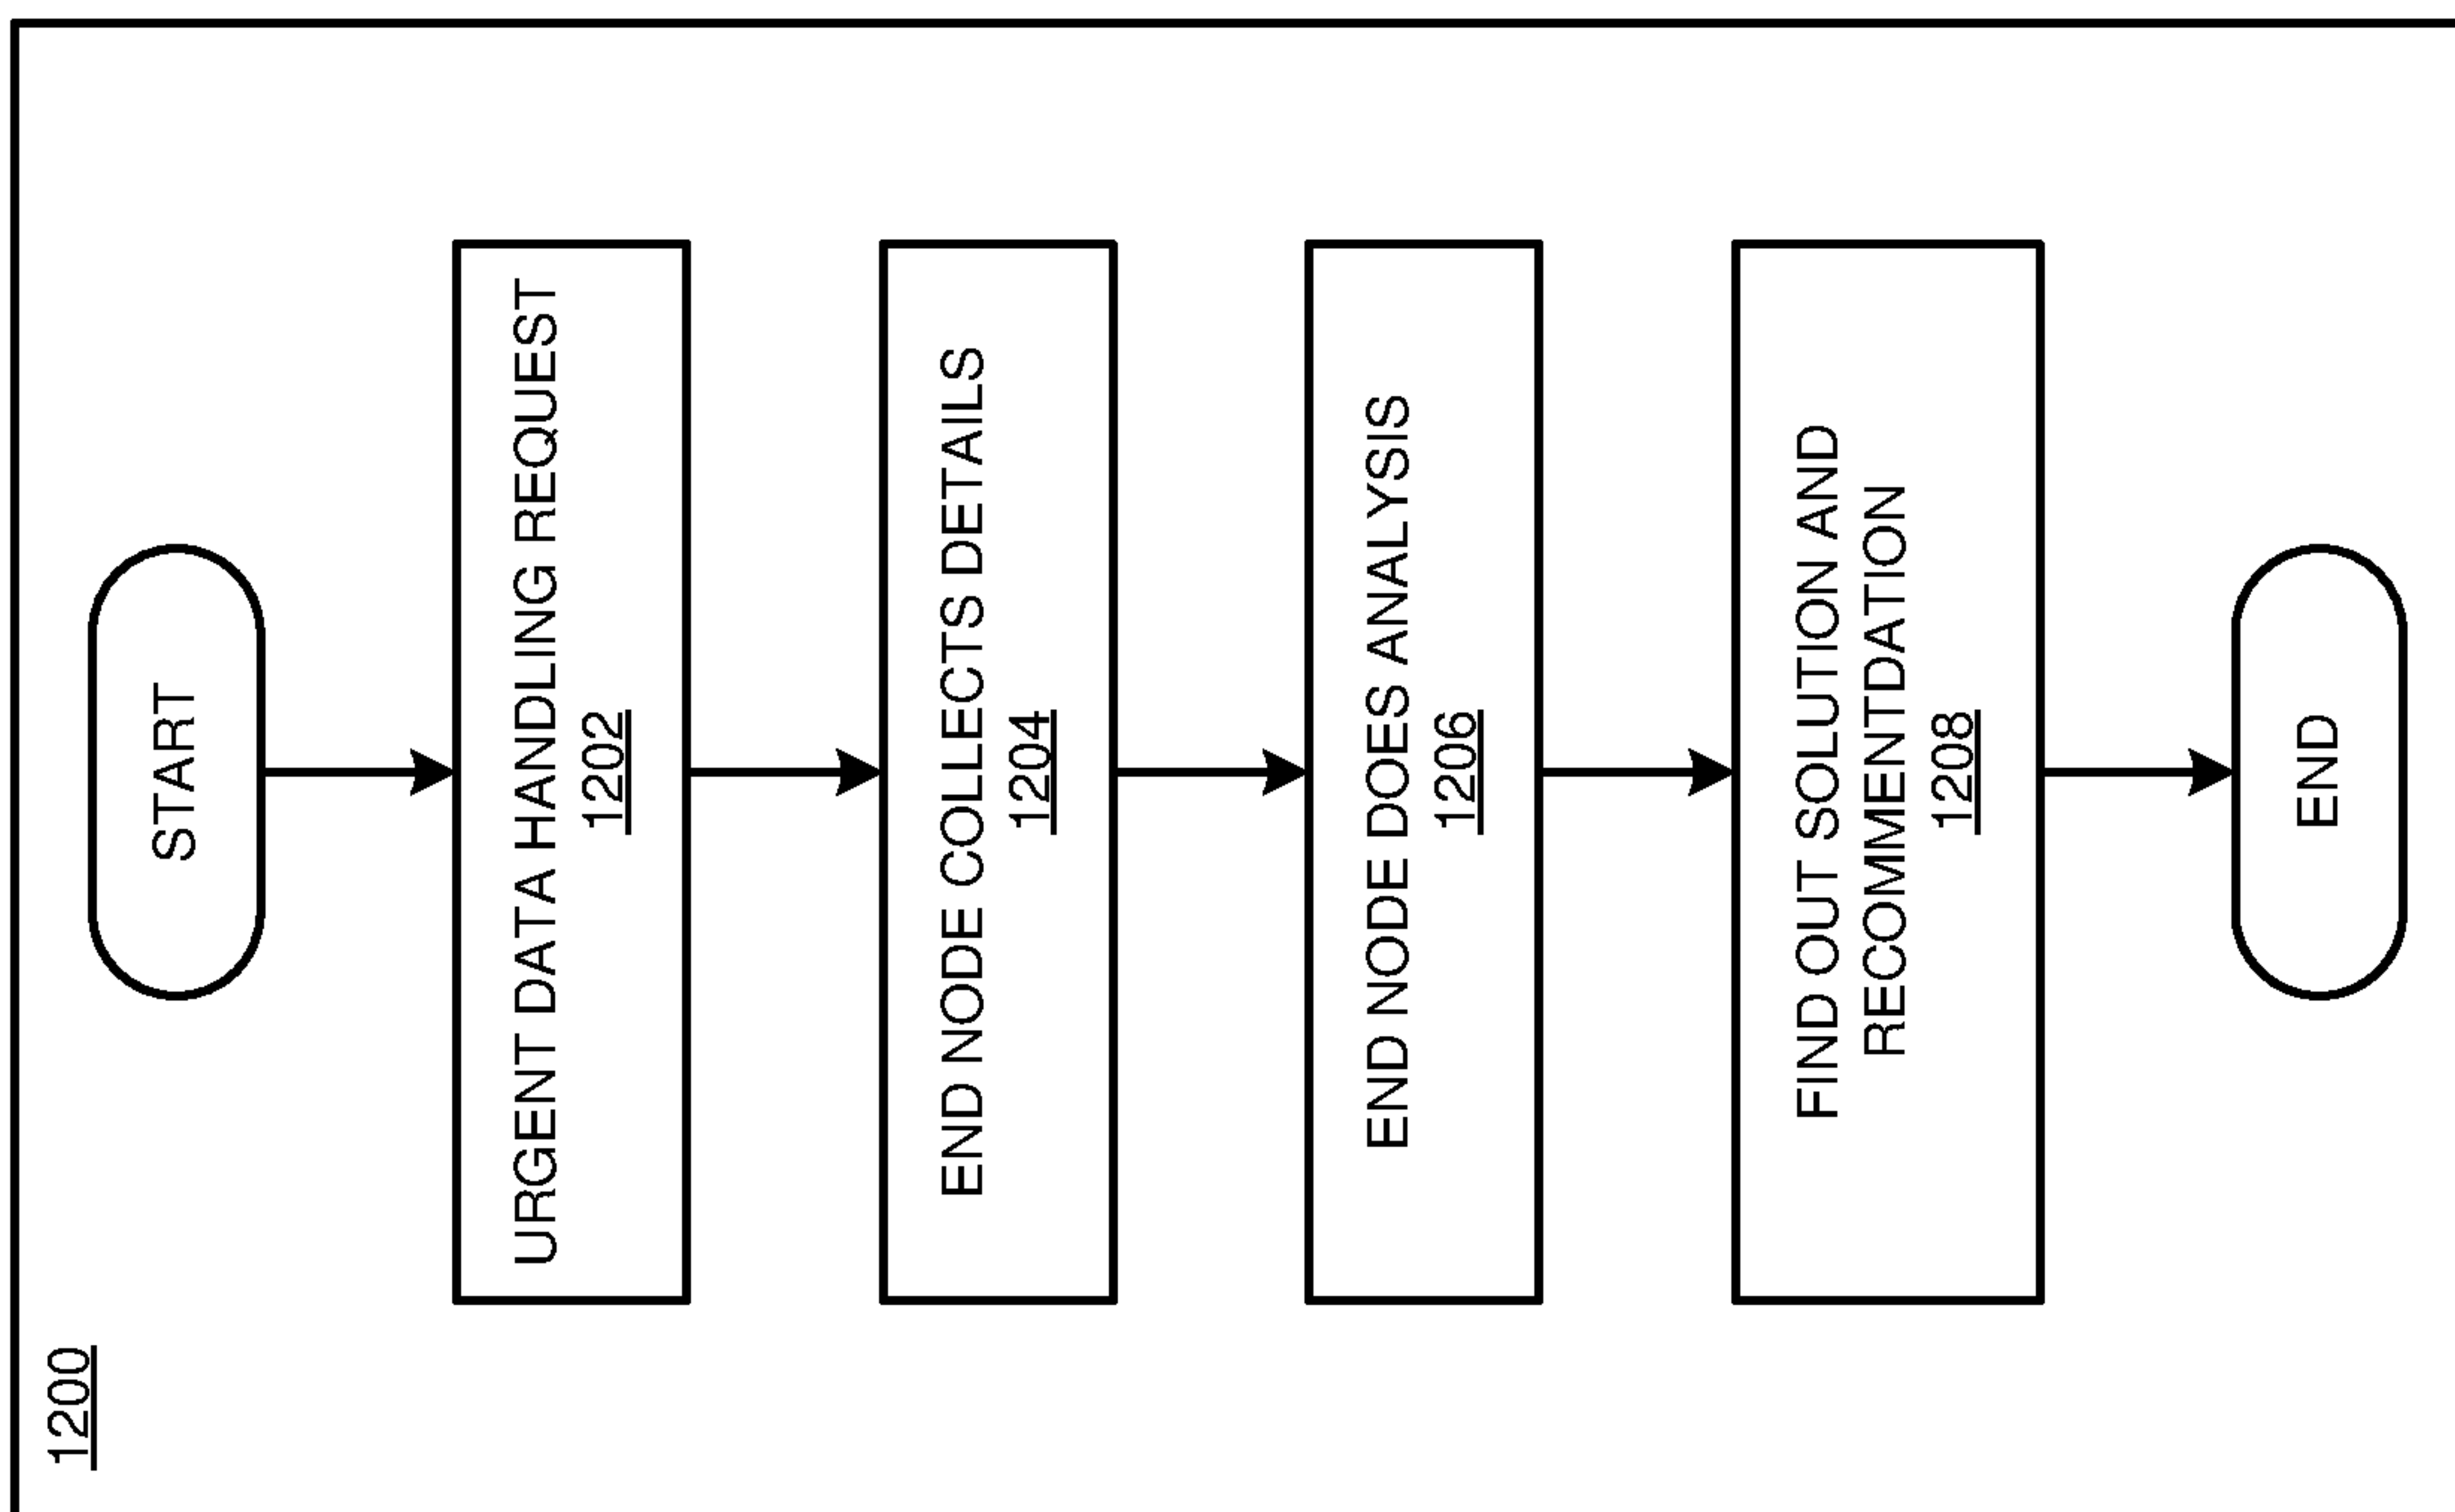 1200
START
URGENT DATA HANDLING REQUEST
1202
END NODE COLLECTS DETAILS
1204
END NODE DOES ANALYSIS
1206
FIND OUT SOLUTION AND
RECOMMENTDATION
1208
END